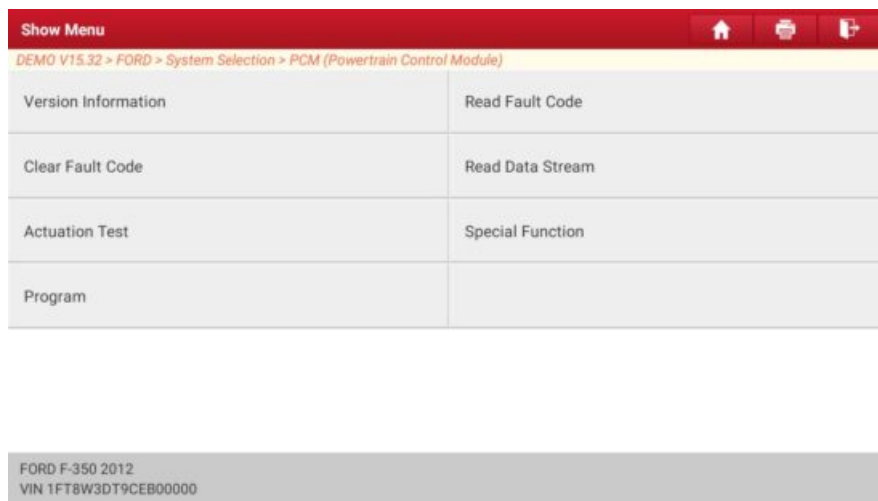 Show Menu
DEMO V15.32 > FORD > System Selection > PCM (Powertrain Control Module)
Version Information
Read Fault Code
Clear Fault Code
Read Data Stream
Actuation Test
Special Function
Program
FORD F-350 2012
VIN 1FT8W3DT9CEB00000